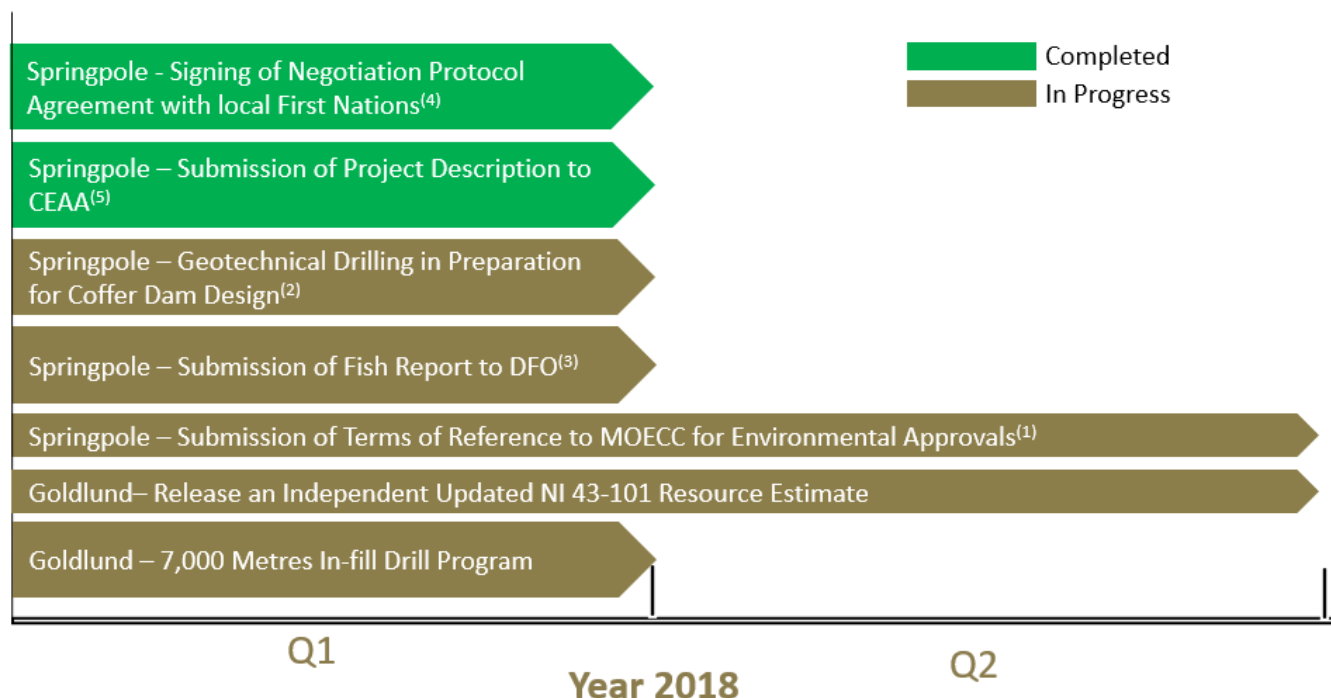 Springpole - Signing of Negotiation Protocol
Agreement with local First Nations(4)
Completed
In Progress
Springpole – Submission of Project Description to
CEAA(5)
Springpole – Geotechnical Drilling in Preparation
for Coffer Dam Design(2)
Springpole – Submission of Fish Report to DFO(3)
Springpole – Submission of Terms of Reference to MOECC for Environmental Approvals(1)
Goldlund– Release an Independent Updated NI 43-101 Resource Estimate
Goldlund – 7,000 Metres In-fill Drill Program
Q1
Q2
Year 2018